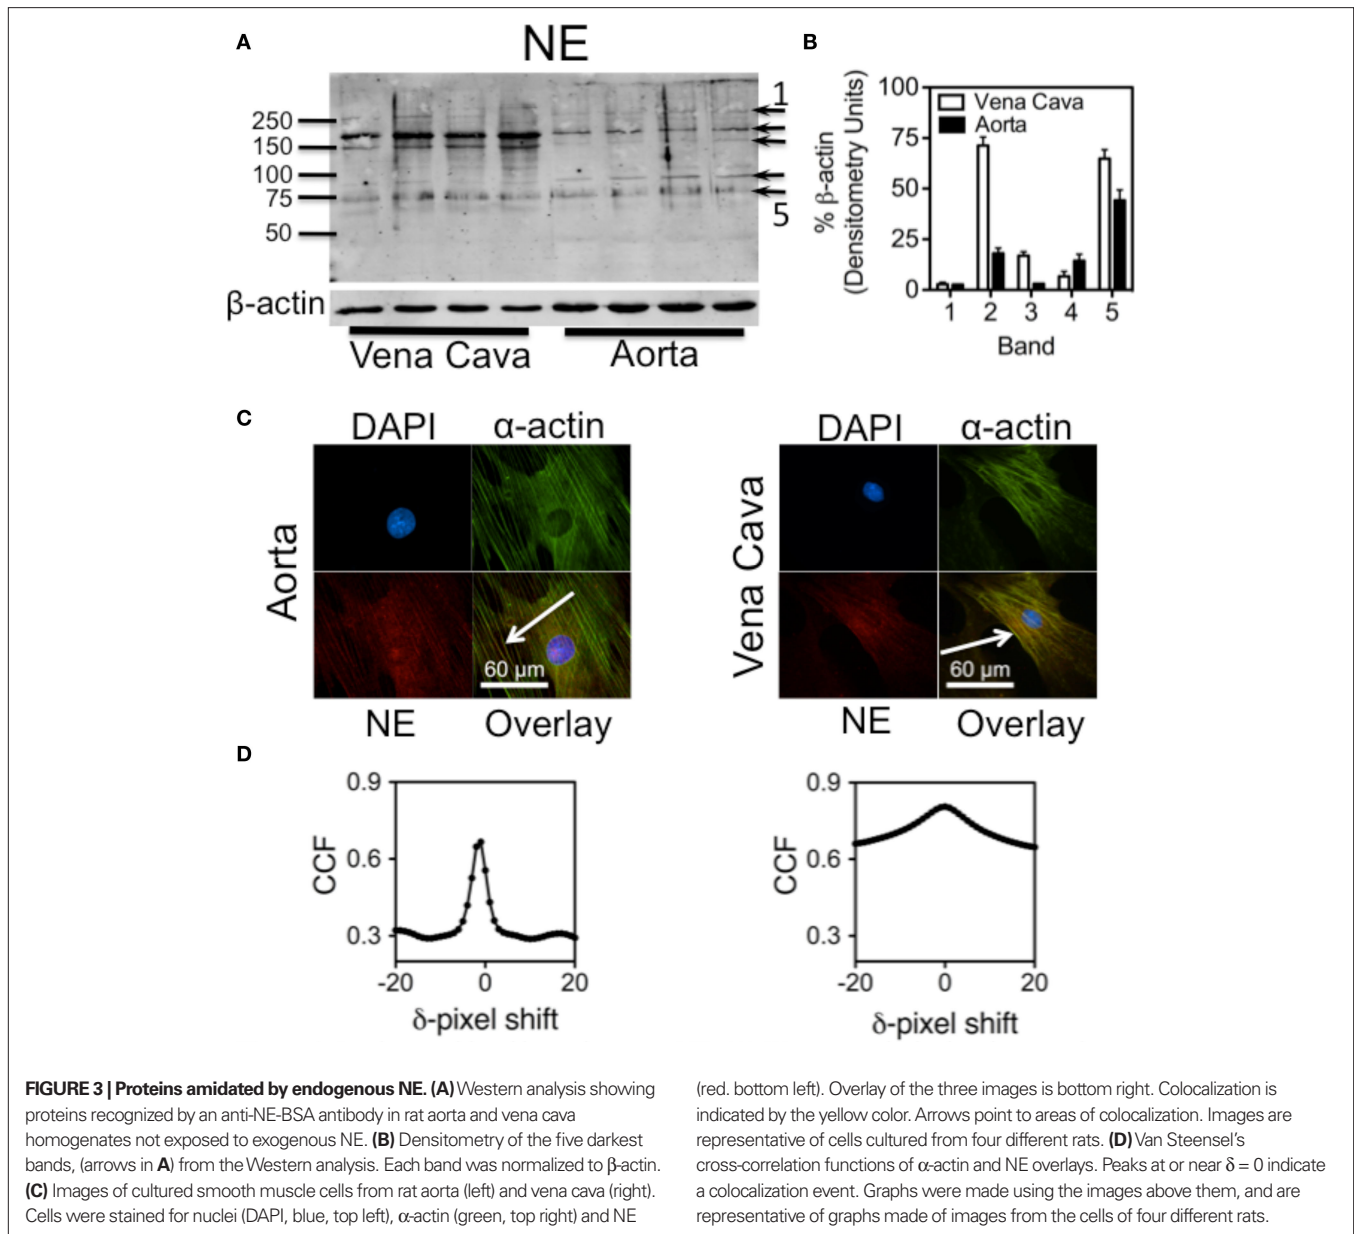 A
NE
250
150
100
75
50
1
5
β-actin
Vena Cava
Aorta
B
% β-actin
(Densitometry Units)
100
75
50
25
0
Vena Cava
Aorta
1 2 3 4 5
Band
C
DAPI α-actin
Aorta
60 µm
NE Overlay
DAPI α-actin
Vena Cava
60 µm
NE Overlay
D
CCF
0.9
0.6
0.3
-20 0 20
δ-pixel shift
CCF
0.9
0.6
0.3
-20 0 20
δ-pixel shift
FIGURE 3 | Proteins amidated by endogenous NE. (A) Western analysis showing
proteins recognized by an anti-NE-BSA antibody in rat aorta and vena cava
homogenates not exposed to exogenous NE. (B) Densitometry of the five darkest
bands, (arrows in A) from the Western analysis. Each band was normalized to β-actin.
(C) Images of cultured smooth muscle cells from rat aorta (left) and vena cava (right).
Cells were stained for nuclei (DAPI, blue, top left), α-actin (green, top right) and NE
(red. bottom left). Overlay of the three images is bottom right. Colocalization is
indicated by the yellow color. Arrows point to areas of colocalization. Images are
representative of cells cultured from four different rats. (D) Van Steensel's
cross-correlation functions of α-actin and NE overlays. Peaks at or near δ = 0 indicate
a colocalization event. Graphs were made using the images above them, and are
representative of graphs made of images from the cells of four different rats.